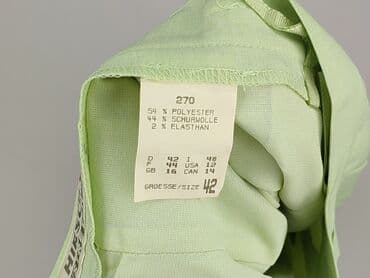 270
54 % POLYESTER
44 % SCHURWOLLE
2 % ELASTHAN
D 42 I 48
F 44 USA 12
GB 16 CAN 14
GROESSE/SIZE 42